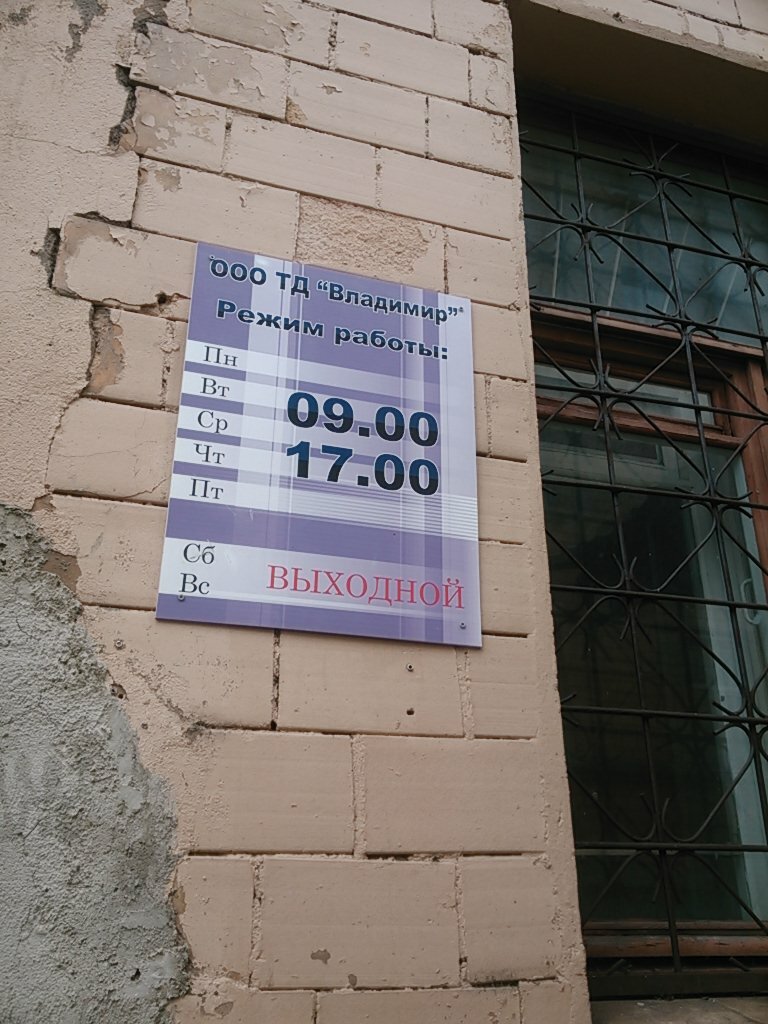 ООО ТД “Владимир”
Режим работы:
Пн
Вт
09.00
Ср
Чт
17.00
Пт
Сб
Вс
ВЫХОДНОЙ